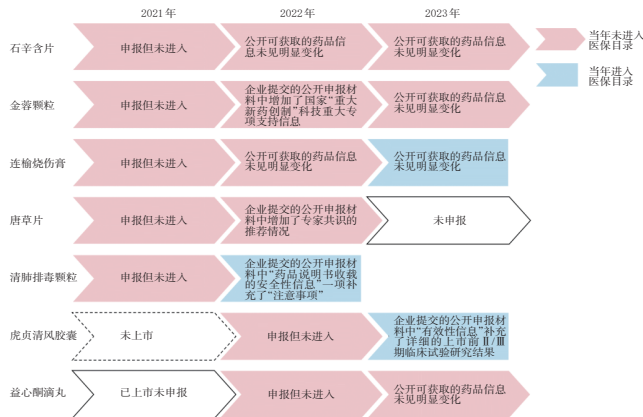 2021年 2022年 2023年
石辛含片 申报但未进入 公开可获取的药品信
息未见明显变化 公开可获取的药品信息
未见明显变化
当年未进入
医保目录
当年进入
医保目录
金蓉颗粒 申报但未进入 企业提交的公开申报材
料中增加了国家“重大
新药创制”科技重大专
项支持信息 公开可获取的药品信息
未见明显变化
连榆烧伤膏 申报但未进入 公开可获取的药品信息
未见明显变化 公开可获取的药品信息
未见明显变化
唐草片 申报但未进入 企业提交的公开申报材
料中增加了专家共识的
推荐情况 未申报
清肺排毒颗粒 申报但未进入 企业提交的公开申报材
料中“药品说明书收载
的安全性信息”一项补
充了“注意事项”
虎贞清风胶囊 未上市 申报但未进入 企业提交的公开申报材
料中“有效性信息”补充
了详细的上市前Ⅱ/Ⅲ
期临床试验研究结果
益心酮滴丸 已上市未申报 申报但未进入 公开可获取的药品信息
未见明显变化